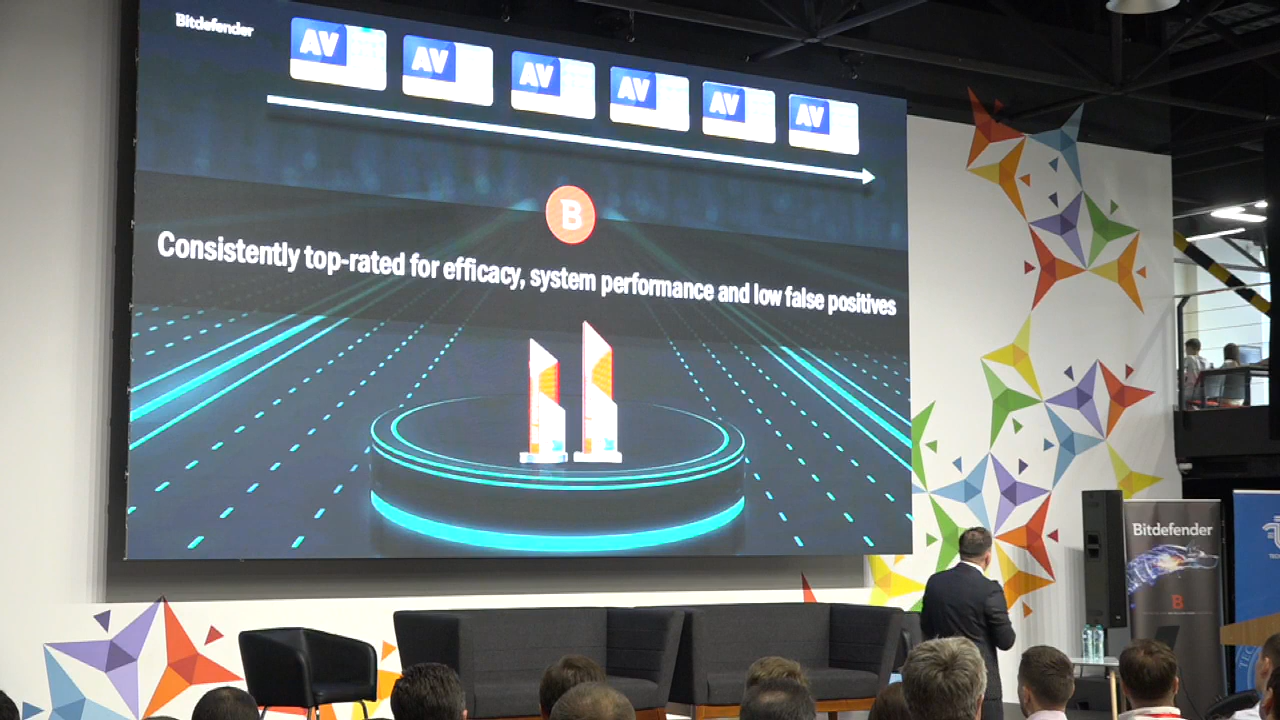 Bitdefender
AV
AV
AV
AV
AV
AV
B
Consistently top-rated for efficacy, system performance and low false positives
Bitdefender
B